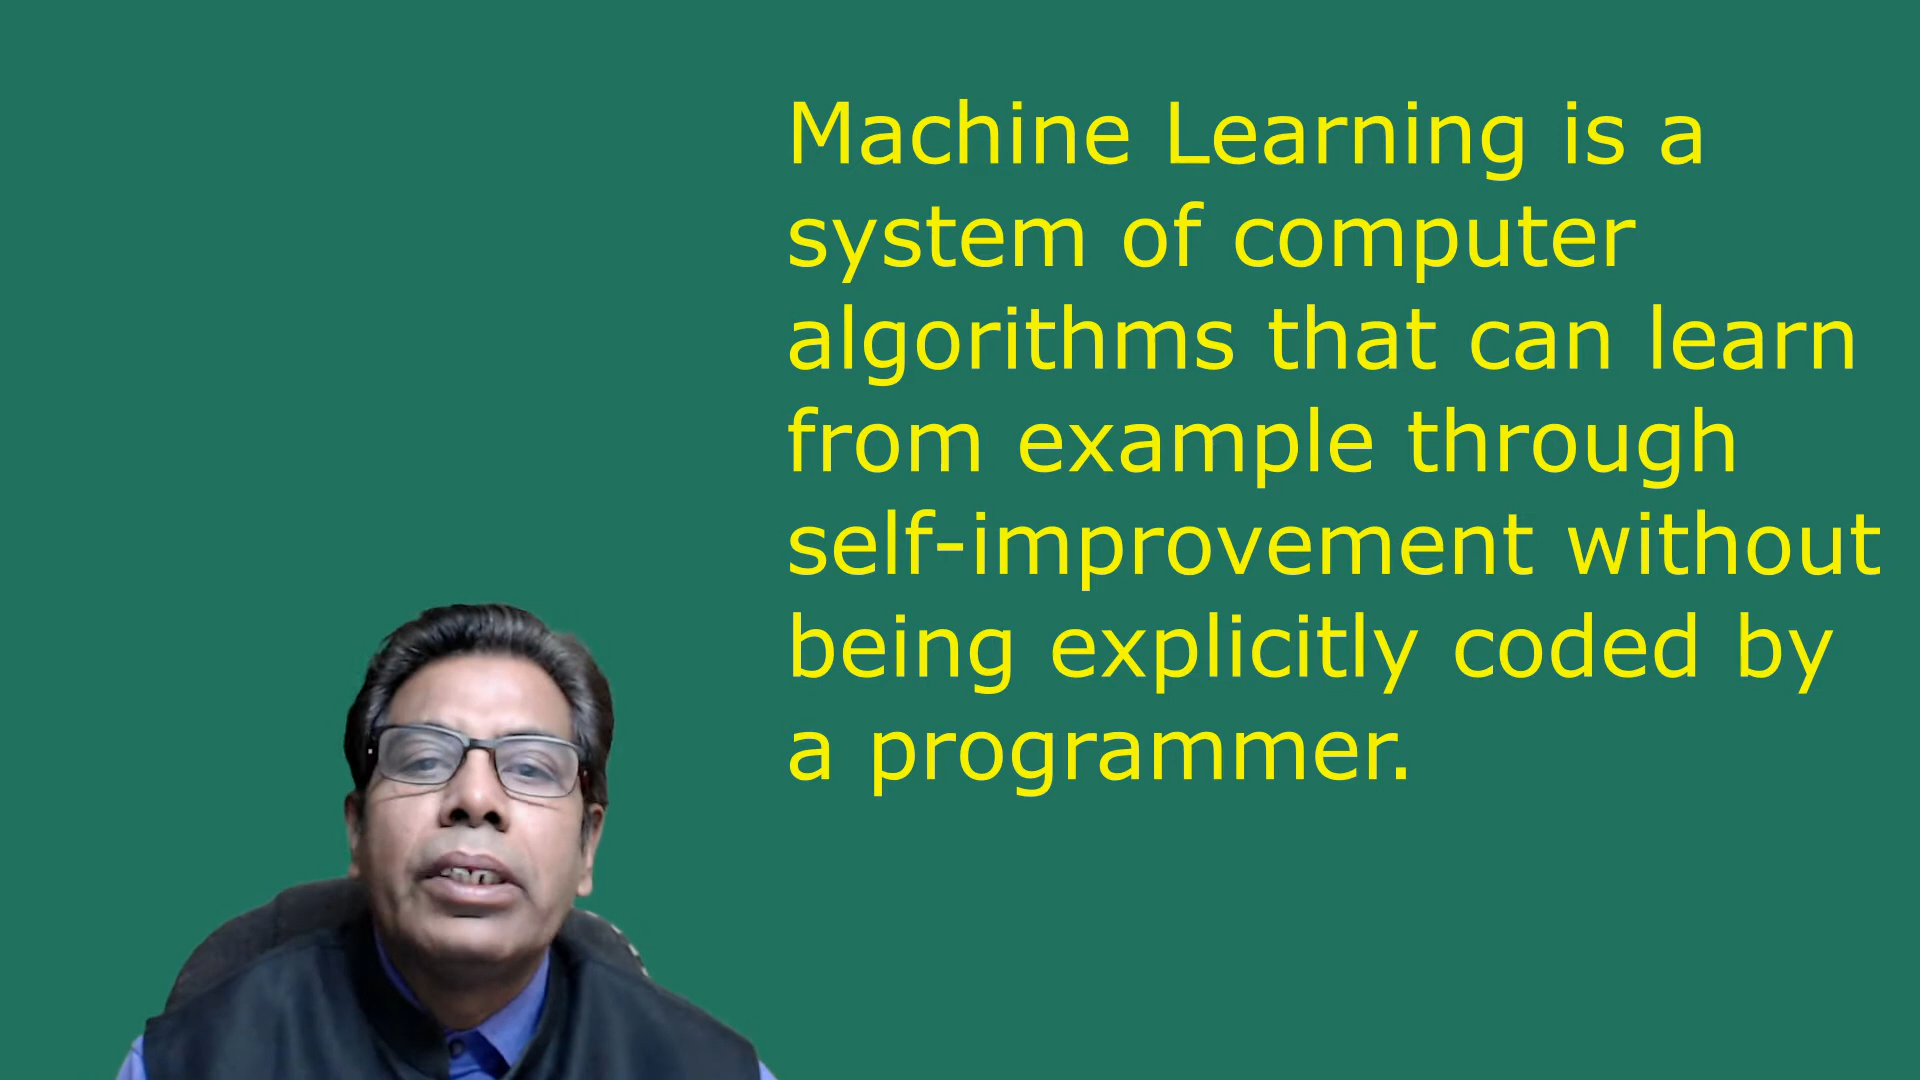 Machine Learning is a
system of computer
algorithms that can learn
from example through
self-improvement without
being explicitly coded by
a programmer.